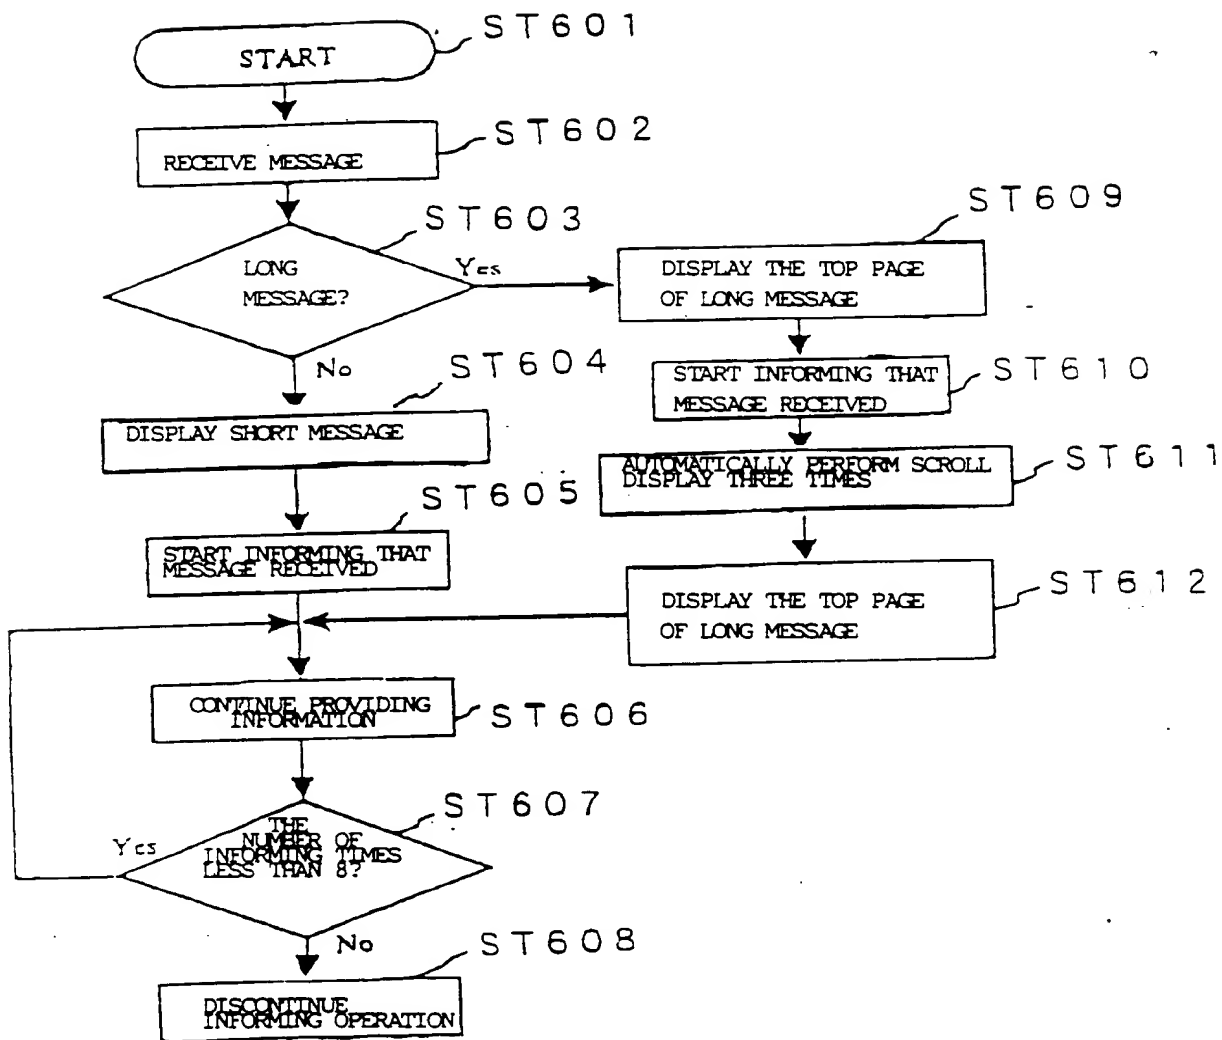 START
ST601
RECEIVE MESSAGE
ST602
LONG
MESSAGE?
ST603
Yes
No
DISPLAY THE TOP PAGE
OF LONG MESSAGE
ST609
DISPLAY SHORT MESSAGE
ST604
START INFORMING THAT
MESSAGE RECEIVED
ST610
AUTOMATICALLY PERFORM SCROLL
DISPLAY THREE TIMES
ST611
START INFORMING THAT
MESSAGE RECEIVED
ST605
DISPLAY THE TOP PAGE
OF LONG MESSAGE
ST612
CONTINUE PROVIDING
INFORMATION
ST606
THE
NUMBER OF
INFORMING TIMES
LESS THAN 8?
ST607
Yes
No
DISCONTINUE
INFORMING OPERATION
ST608